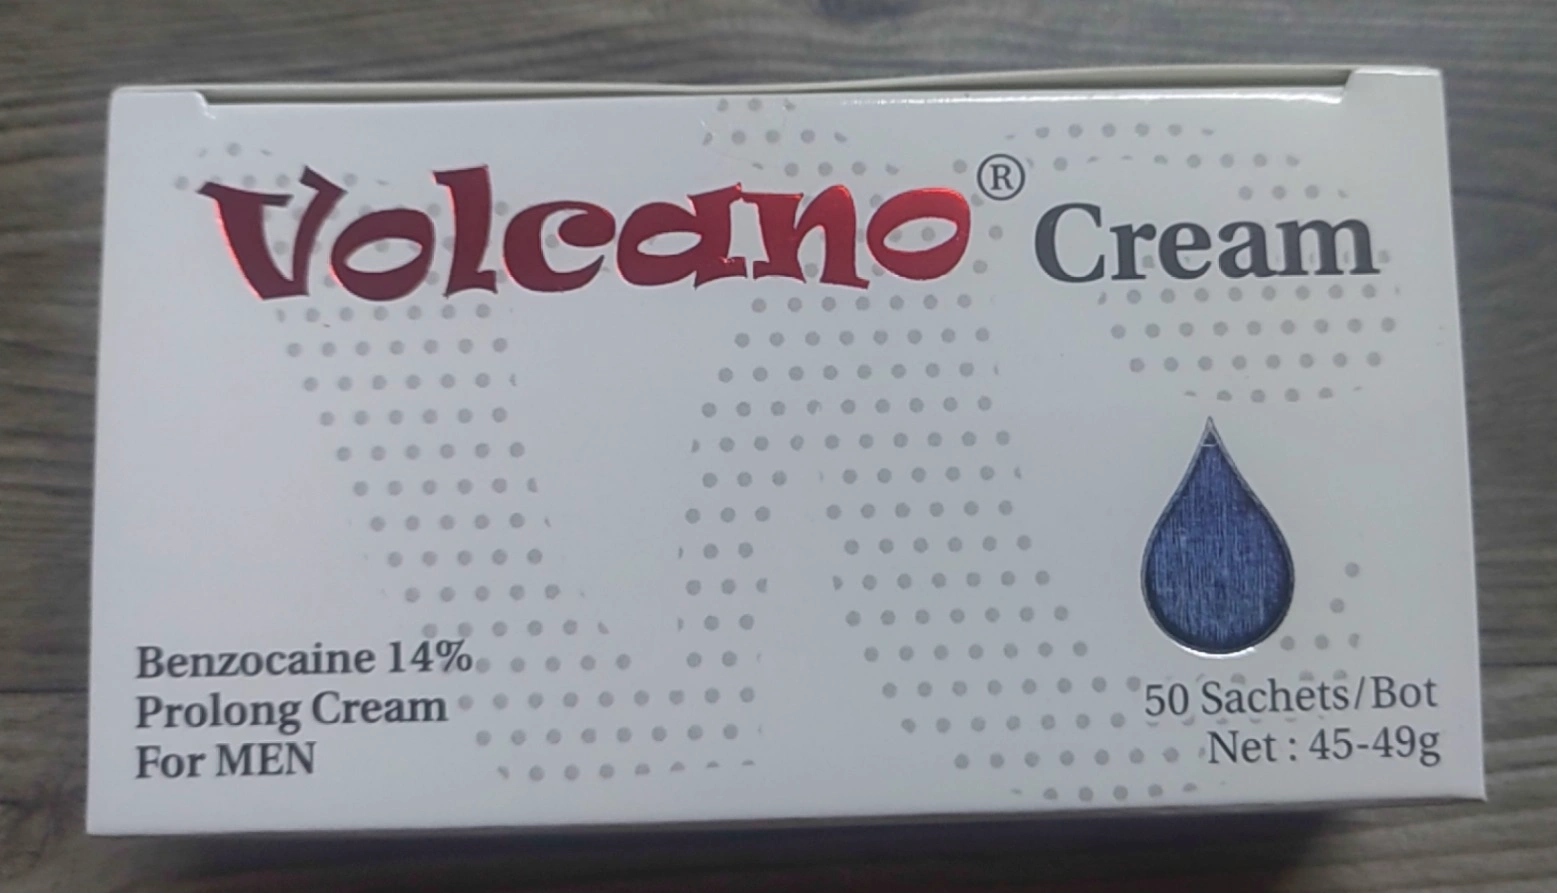 Volcano® Cream
Benzocaine 14%
Prolong Cream
For MEN
50 Sachets/Bot
Net : 45-49g